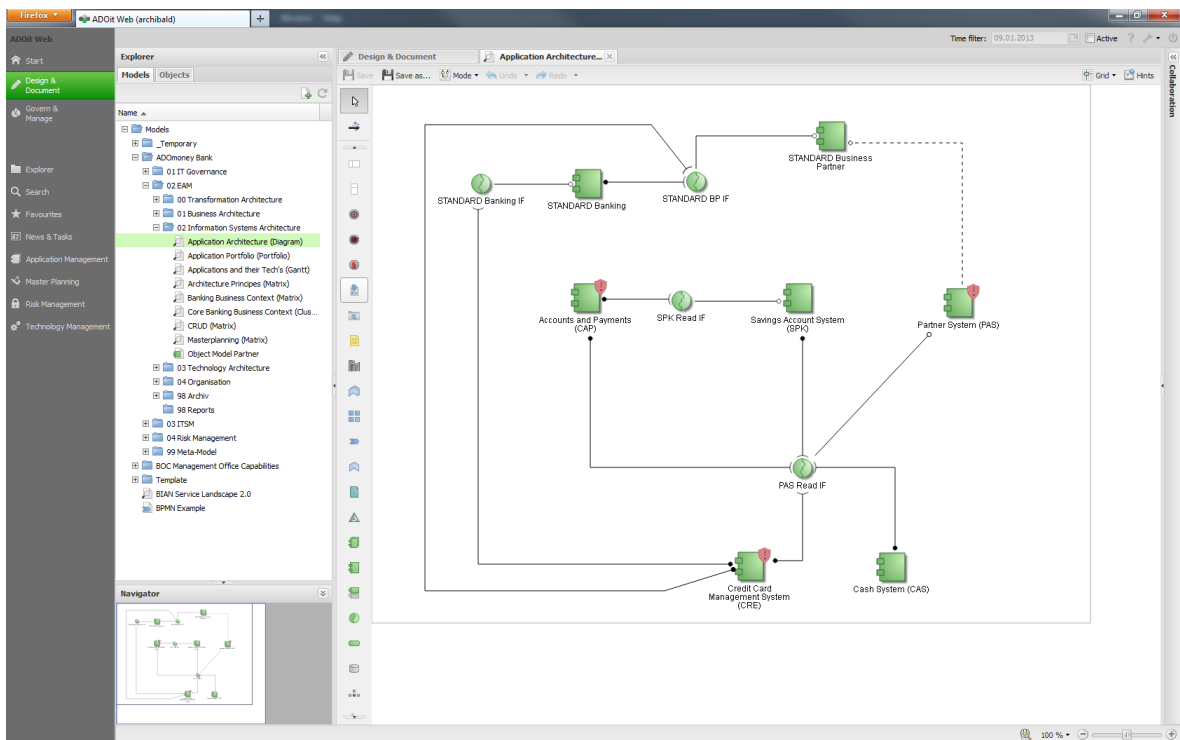 Firefox
ADOit Web (archibald)
ADOit Web
Time filter:
09.01.2013
Active
Start
Design &
Document
Govern &
Manage
Explorer
Search
Favourites
News & Tasks
Application Management
Master Planning
Risk Management
Technology Management
Explorer
Models
Objects
Name
Models
_Temporary
ADOmoney Bank
01 IT Governance
02 EAM
00 Transformation Architecture
01 Business Architecture
02 Information Systems Architecture
Application Architecture (Diagram)
Application Portfolio (Portfolio)
Applications and their Tech's (Gantt)
Architecture Principes (Matrix)
Banking Business Context (Matrix)
Core Banking Business Context (Clus...
CRUD (Matrix)
Masterplanning (Matrix)
Object Model Partner
03 Technology Architecture
04 Organisation
98 Archiv
98 Reports
03 ITSM
04 Risk Management
99 Meta-Model
BOC Management Office Capabilities
Template
BIAN Service Landscape 2.0
BPMN Example
Navigator
Design & Document
Application Architecture...
Save
Save as...
Mode
Undo
Redo
Grid
Hints
Collaboration
STANDARD Business
Partner
STANDARD Banking IF
STANDARD Banking
STANDARD BP IF
Accounts and Payments
(CAP)
SPK Read IF
Savings Account System
(SPK)
Partner System (PAS)
PAS Read IF
Credit Card
Management System
(CRE)
Cash System (CAS)
100 %